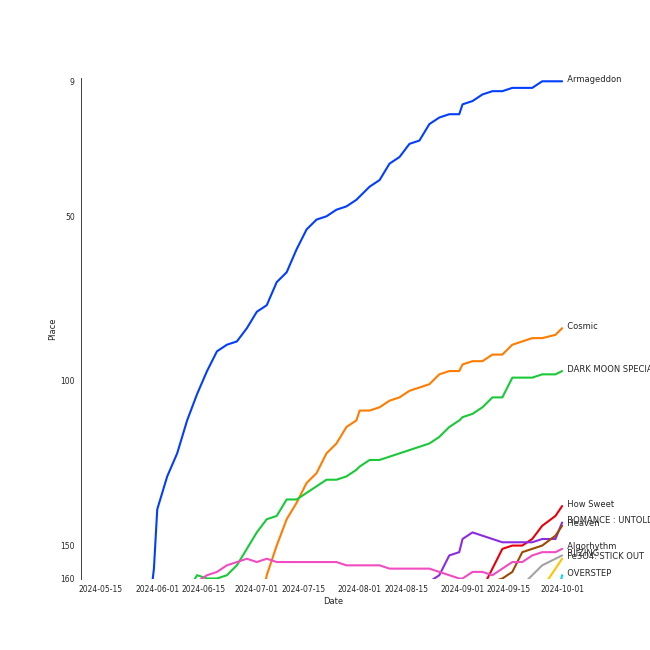 9
Armageddon
50
Cosmic
Place
DARK MOON SPECIA
100
How Sweet
ROMANCE : UNTOLD
Heaven
150
Algorhythm
FE3O4: STICK OUT
160
OVERSTEP
2024-05-15
2024-06-01
2024-06-15
2024-07-01
2024-07-15
2024-08-01
2024-08-15
2024-09-01
2024-09-15
2024-10-01
Date